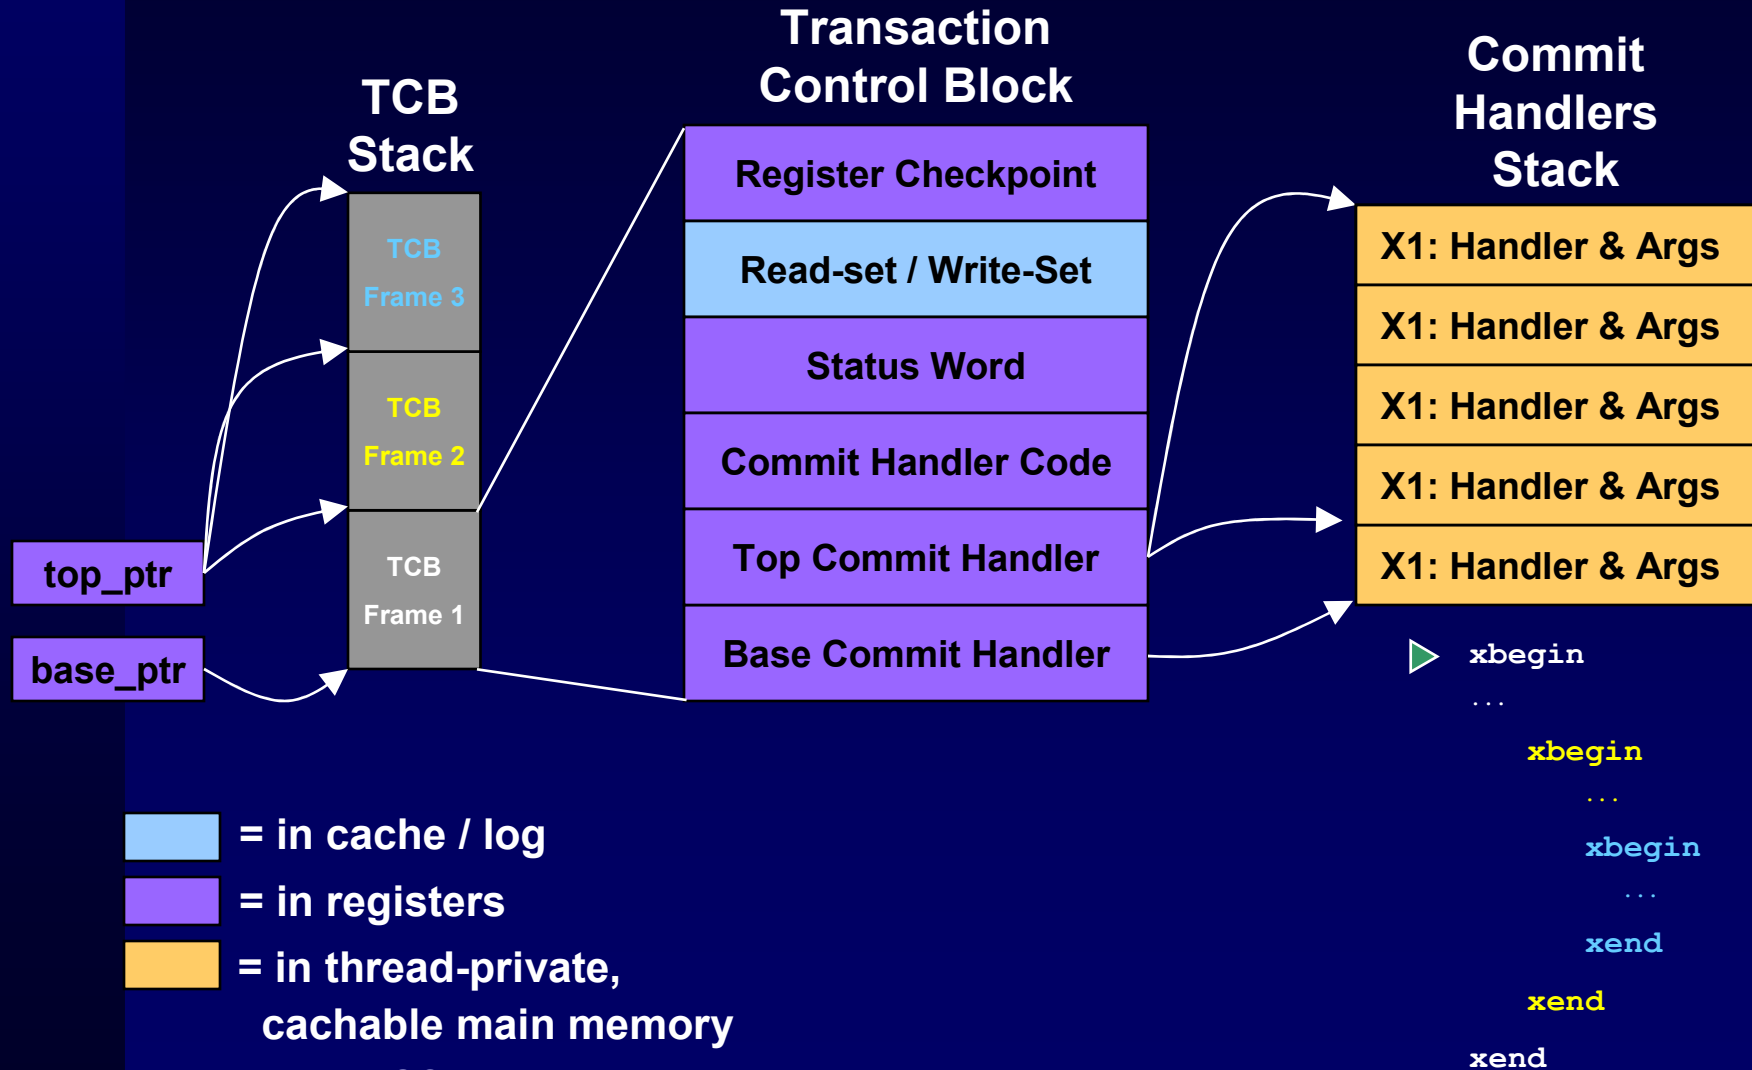 TCB
Stack
Transaction
Control Block
Commit
Handlers
Stack
TCB
Frame 3
TCB
Frame 2
TCB
Frame 1
top_ptr
base_ptr
Register Checkpoint
Read-set / Write-Set
Status Word
Commit Handler Code
Top Commit Handler
Base Commit Handler
X1: Handler & Args
X1: Handler & Args
X1: Handler & Args
X1: Handler & Args
X1: Handler & Args
xbegin
...
xbegin
...
xbegin
...
xend
xend
xend
= in cache / log
= in registers
= in thread-private,
cachable main memory